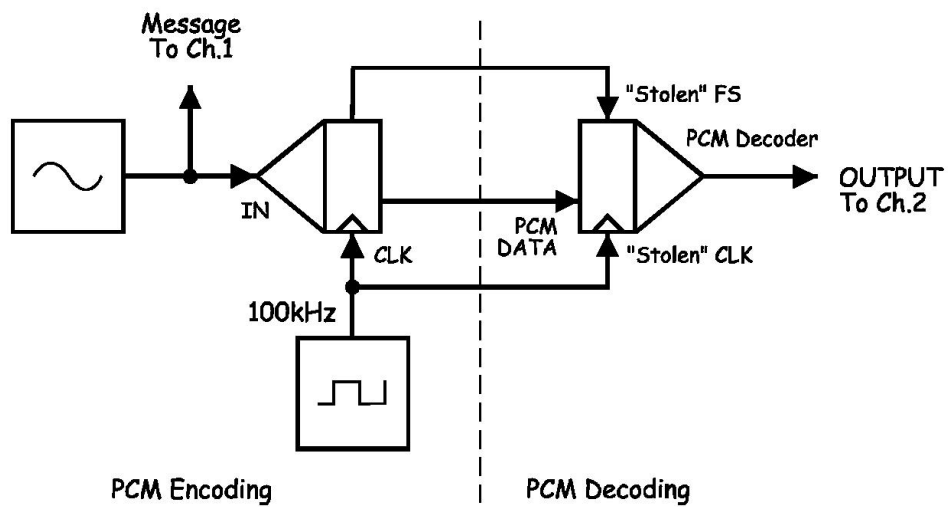 Message
To Ch.1
"Stolen" FS
PCM Decoder
OUTPUT
To Ch.2
IN
PCM
DATA
CLK
"Stolen" CLK
100kHz
PCM Encoding
PCM Decoding